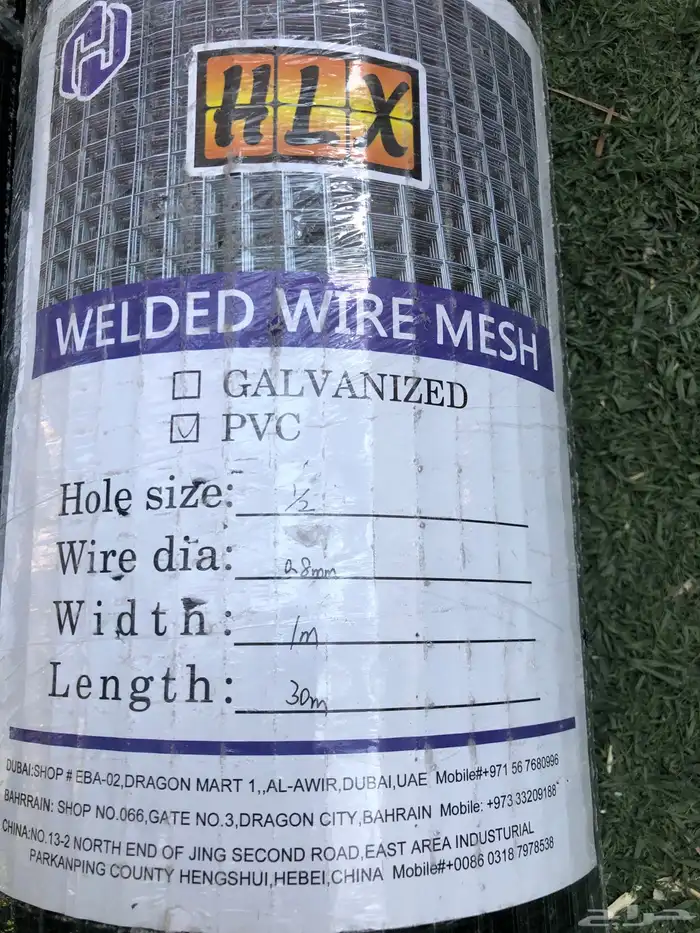 HLX
WELDED WIRE MESH
GALVANIZED
PVC
Hole size: 1/2
Wire dia: 0.8mm
Width: 1m
Length: 30m
DUBAI:SHOP # EBA-02,DRAGON MART 1,,AL-AWIR,DUBAI,UAE Mobile#+971 56 7680996
BAHRRAIN: SHOP NO.066,GATE NO.3,DRAGON CITY,BAHRAIN Mobile: +973 33209188
CHINA:NO.13-2 NORTH END OF JING SECOND ROAD,EAST AREA INDUSTURIAL
PARKANPING COUNTY HENGSHUI,HEBEI,CHINA Mobile#+0086 0318 7978538
حراج